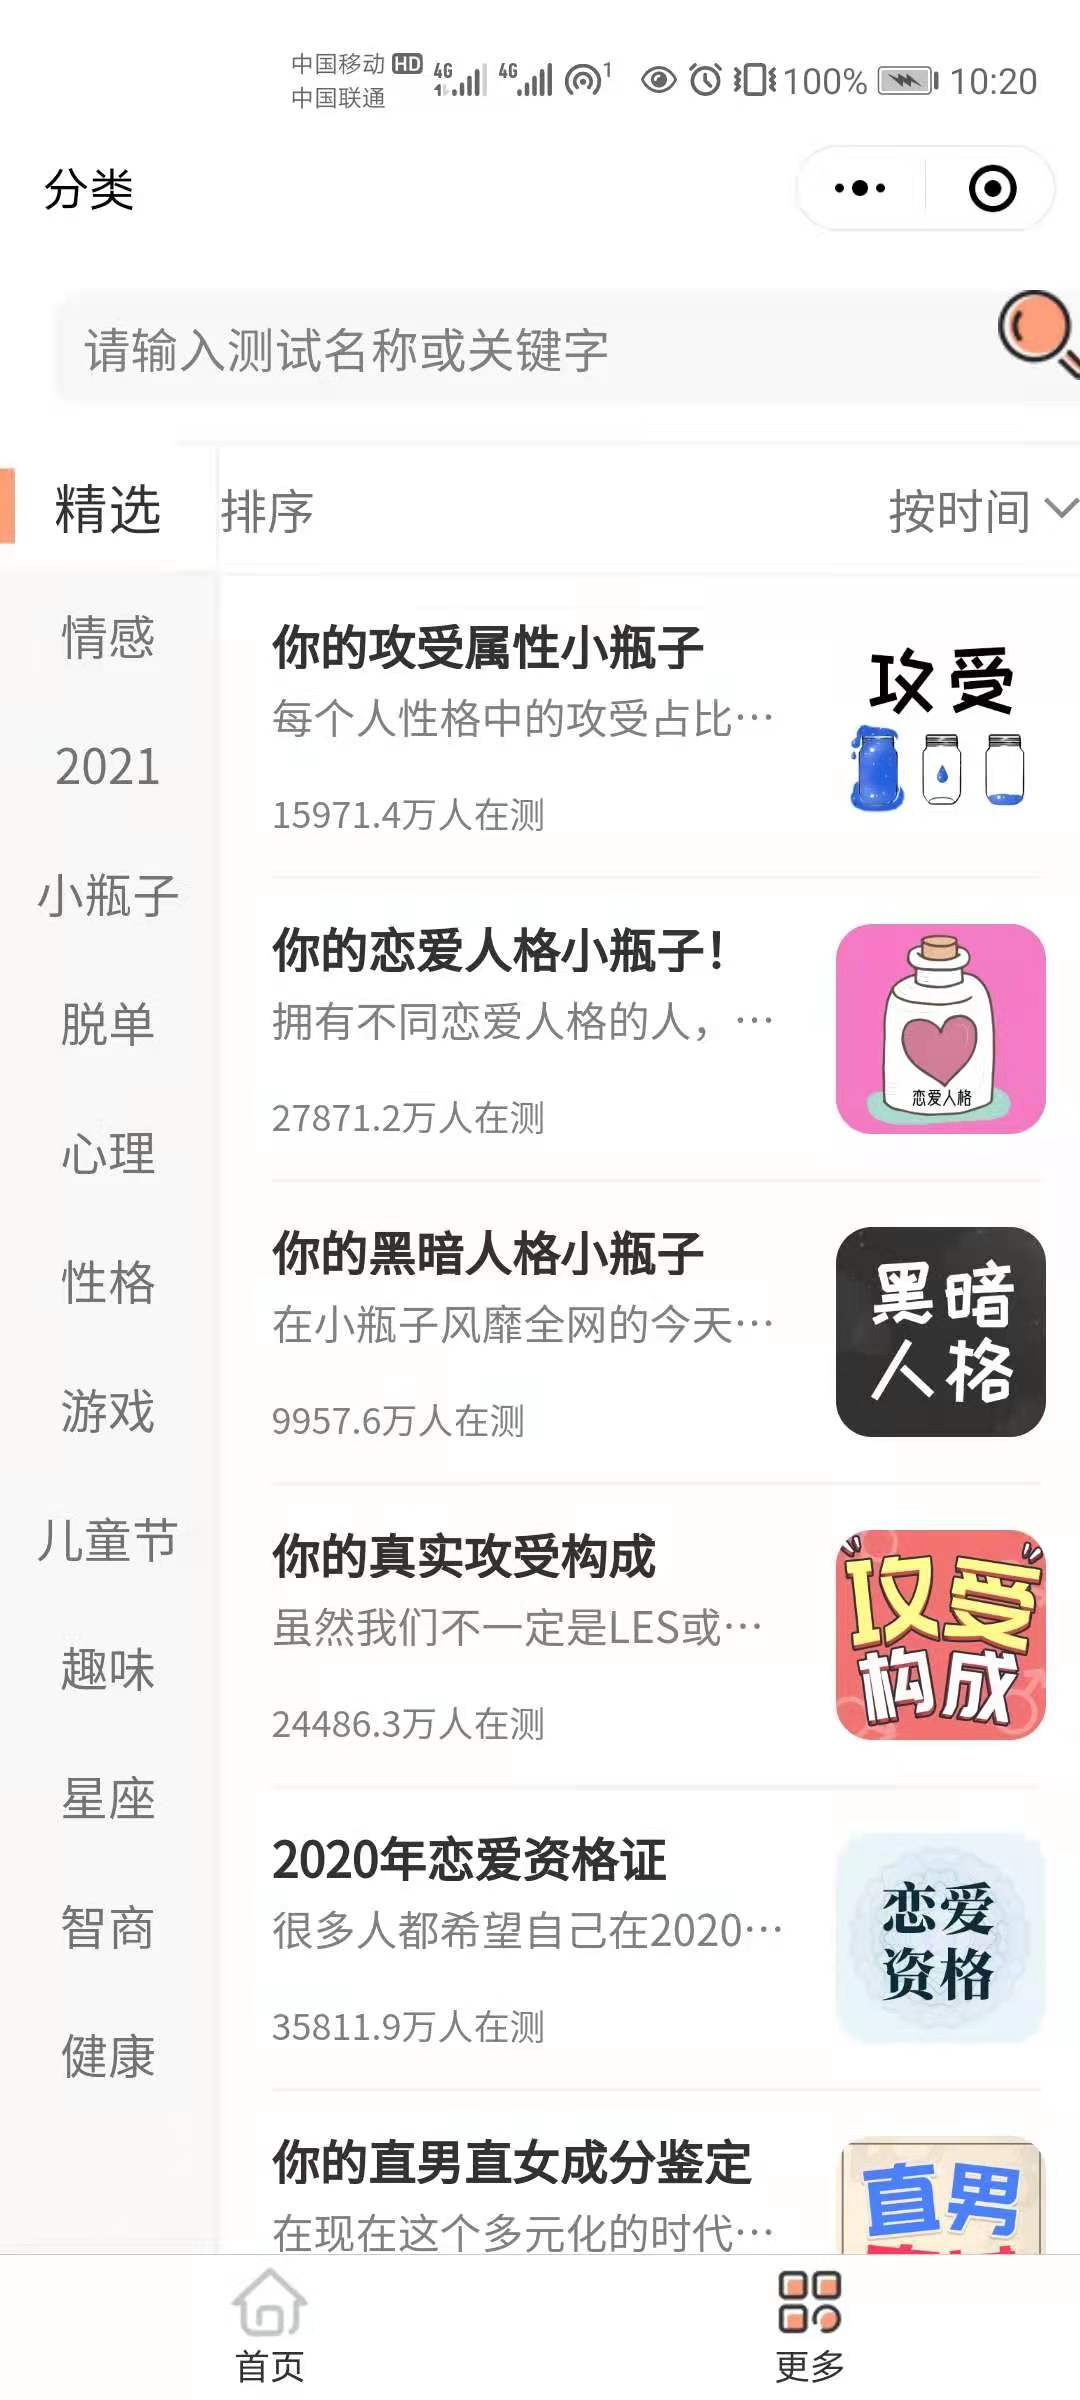 中国移动 HD 4G 4G 1 100% 10:20
中国联通
分类
请输入测试名称或关键字
精选
排序
按时间
情感
2021
小瓶子
脱单
心理
性格
游戏
儿童节
趣味
星座
智商
健康
你的攻受属性小瓶子
每个人性格中的攻受占比…
15971.4万人在测
攻受
你的恋爱人格小瓶子！
拥有不同恋爱人格的人，…
27871.2万人在测
恋爱人格
你的黑暗人格小瓶子
在小瓶子风靡全网的今天…
9957.6万人在测
黑暗
人格
你的真实攻受构成
虽然我们不一定是LES或…
24486.3万人在测
攻受
构成
2020年恋爱资格证
很多人都希望自己在2020…
35811.9万人在测
恋爱
资格
你的直男直女成分鉴定
在现在这个多元化的时代…
直男
首页
更多